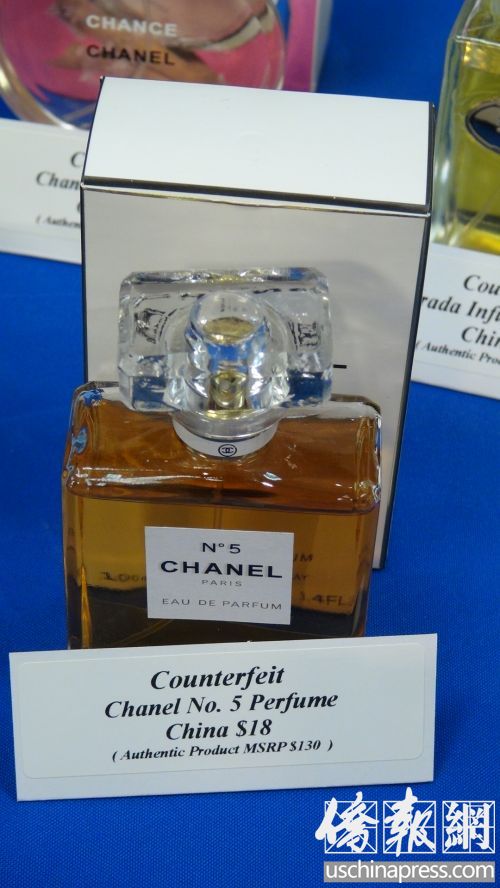 CHANCE
CHANEL
N°5
CHANEL
PARIS
EAU DE PARFUM
Counterfeit
Chanel No. 5 Perfume
China $18
( Authentic Product MSRP $130 )
僑報網
uschinapress.com